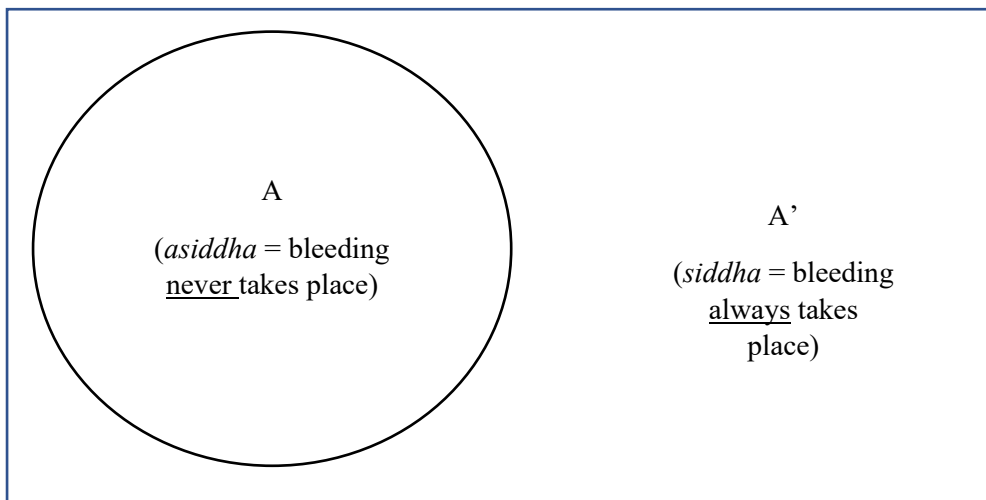 A
(asiddha = bleeding
never takes place)
A’
(siddha = bleeding
always takes
place)